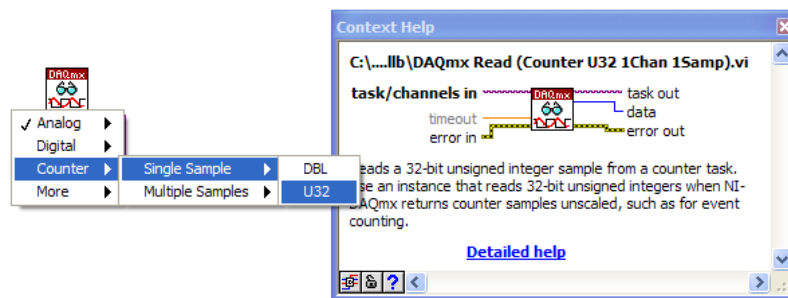 Context Help
C:\....llb\DAQmx Read (Counter U32 1Chan 1Samp).vi
DAQmx
task/channels in
DAQmx
task out
timeout
data
error in
error out
Analog
Digital
Counter
More
Single Sample
Multiple Samples
DBL
U32
eads a 32-bit unsigned integer sample from a counter task.
se an instance that reads 32-bit unsigned integers when NI-
DAQmx returns counter samples unscaled, such as for event
counting.
Detailed help
?